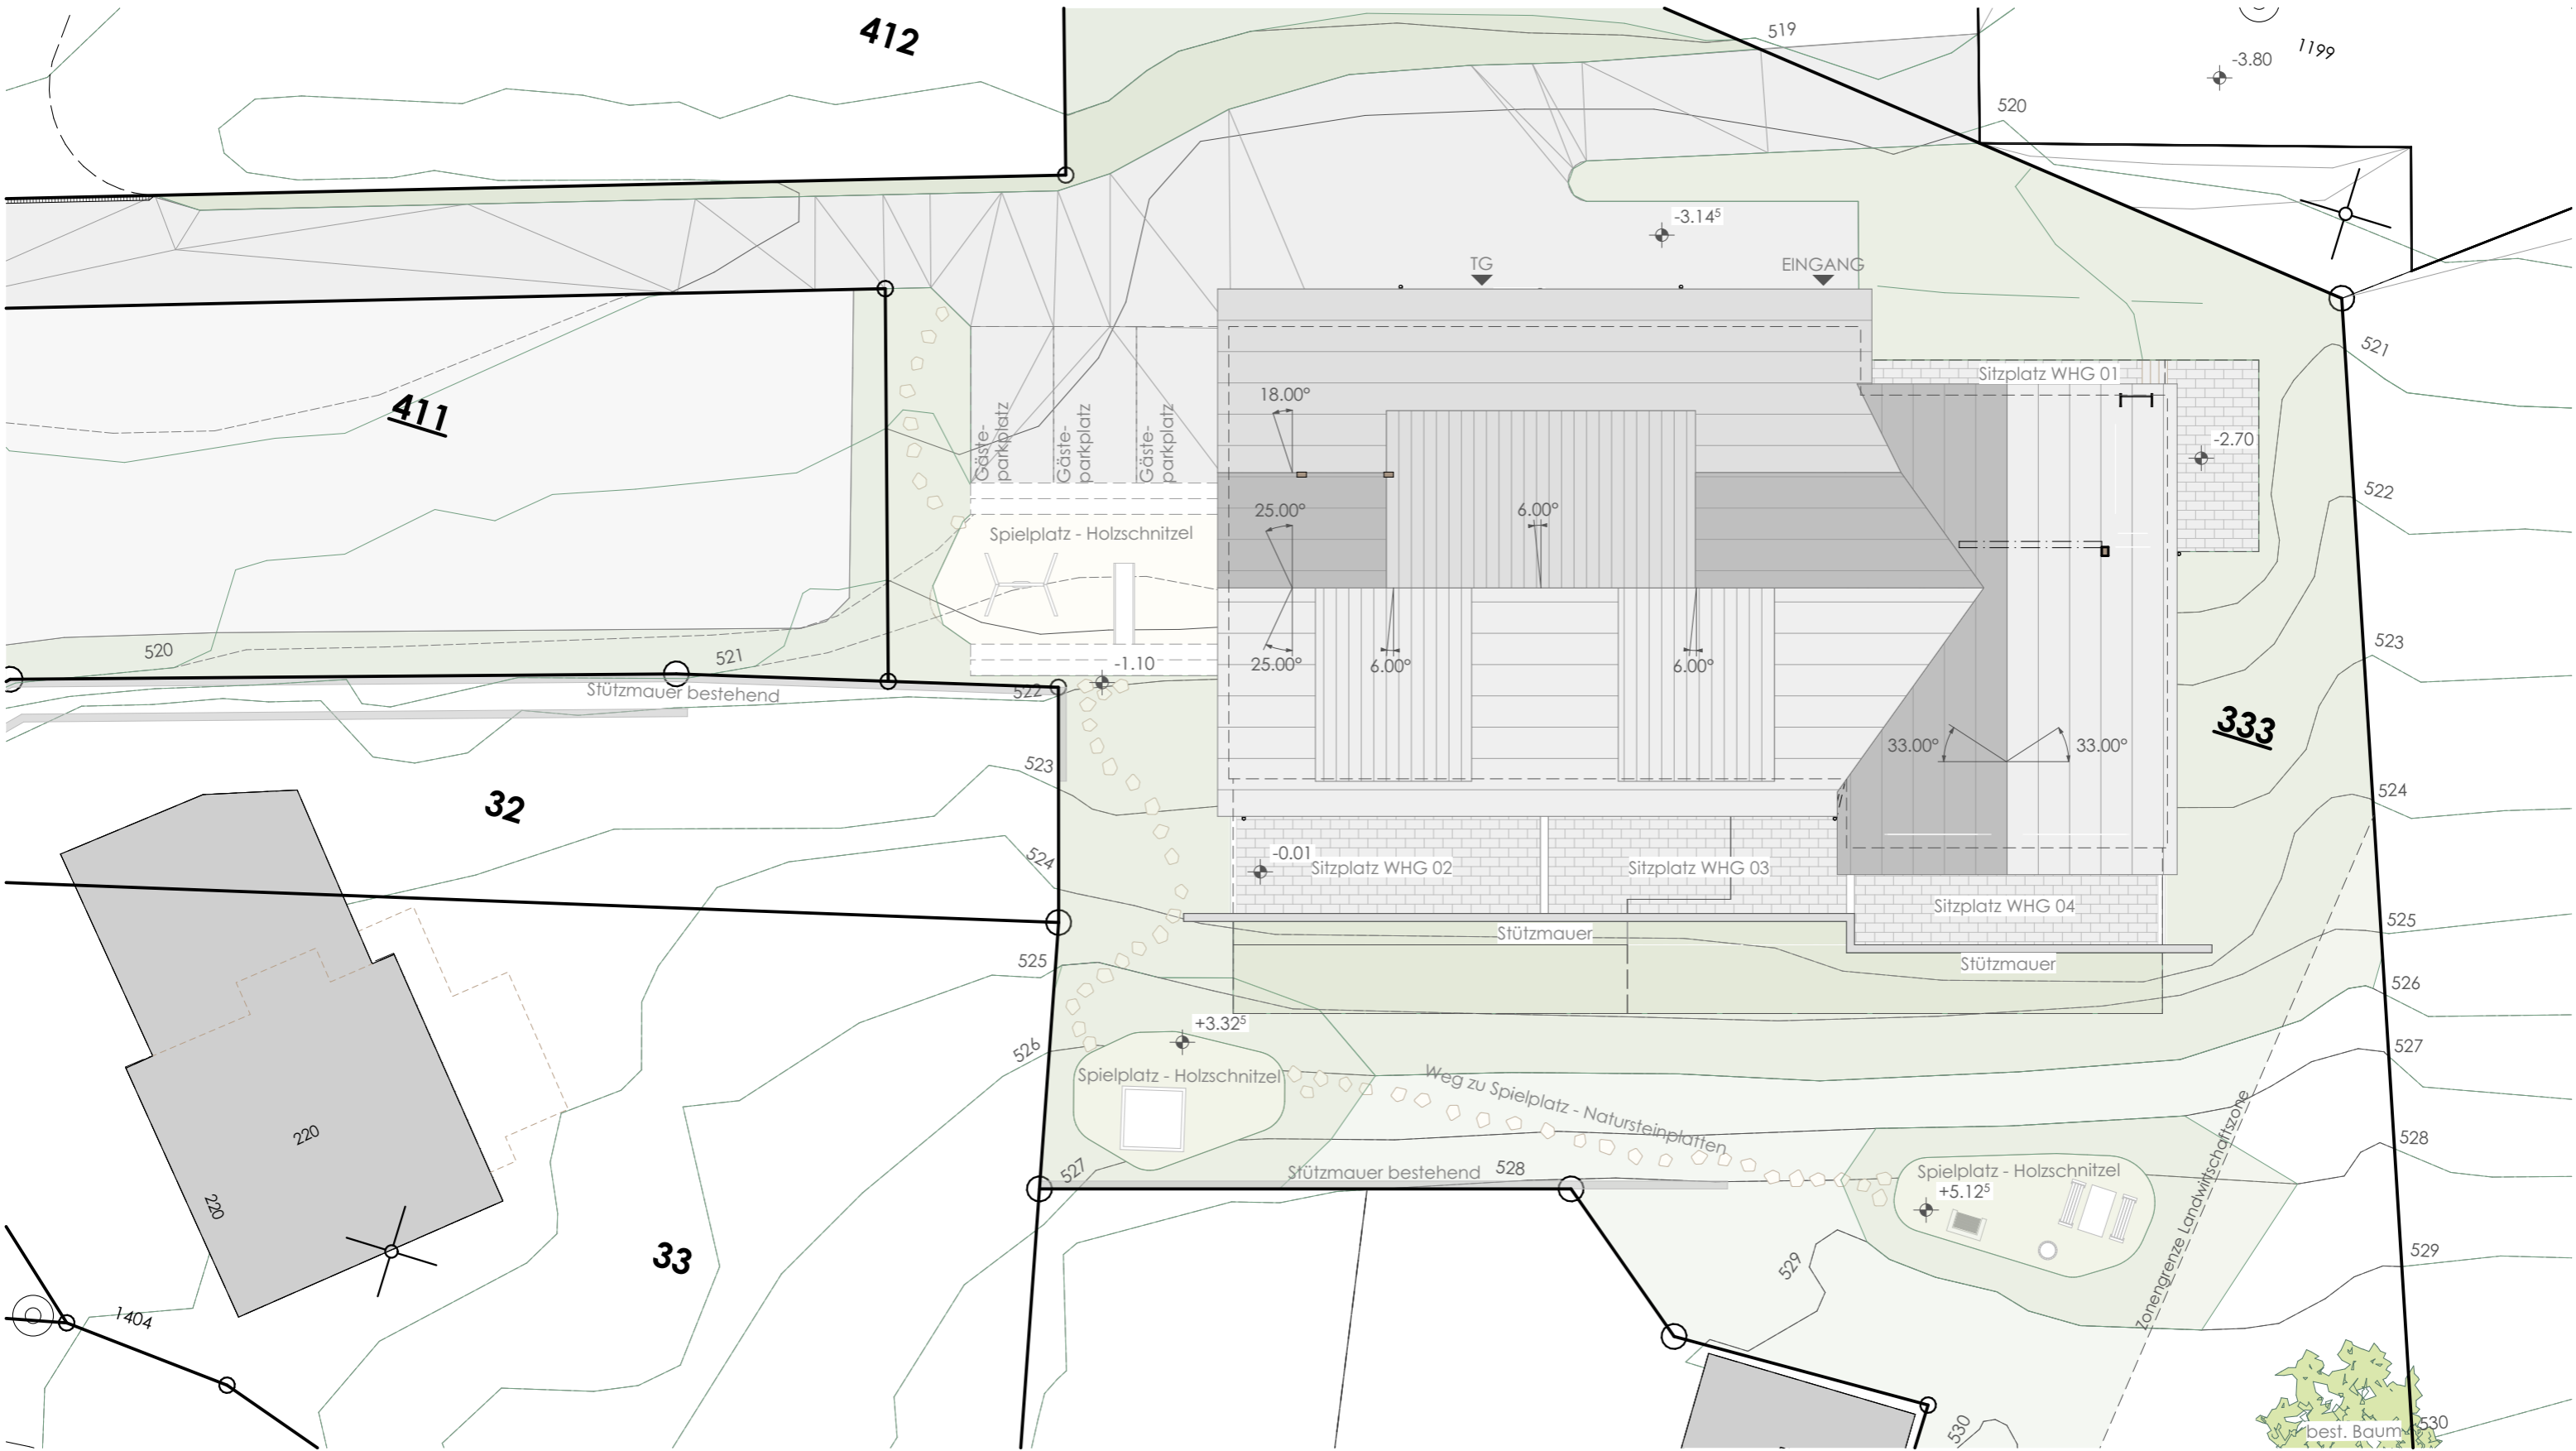 412
519
1199
-3.80
520
-3.14⁵
TG
EINGANG
521
Sitzplatz WHG 01
18.00°
411
Gäste-
parkplatz
Gäste-
parkplatz
Gäste-
parkplatz
-2.70
522
25.00°
6.00°
Spielplatz - Holzschnitzel
520
521
-1.10
25.00°
6.00°
6.00°
523
Stützmauer bestehend
522
333
33.00°
33.00°
523
524
32
524
-0.01
Sitzplatz WHG 02
Sitzplatz WHG 03
Sitzplatz WHG 04
525
Stützmauer
Stützmauer
525
526
+3.32⁵
526
527
Spielplatz - Holzschnitzel
Weg zu Spielplatz - Natursteinplatten
220
528
527
Stützmauer bestehend
528
Spielplatz - Holzschnitzel
+5.12⁵
220
Zonengrenze Landwirtschaftszone
33
529
529
1404
530
530
best. Baum